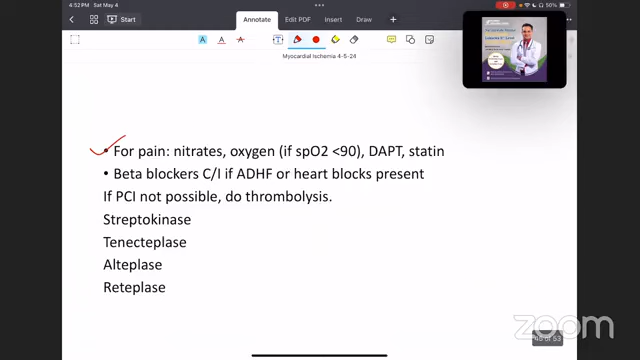 4:52 PM Sat May 4
50%
Start
Annotate
Edit PDF
Insert
Draw
Myocardial Ischemia 4-5-24
• For pain: nitrates, oxygen (if spO2 <90), DAPT, statin
• Beta blockers C/I if ADHF or heart blocks present
If PCI not possible, do thrombolysis.
Streptokinase
Tenecteplase
Alteplase
Reteplase
zoom